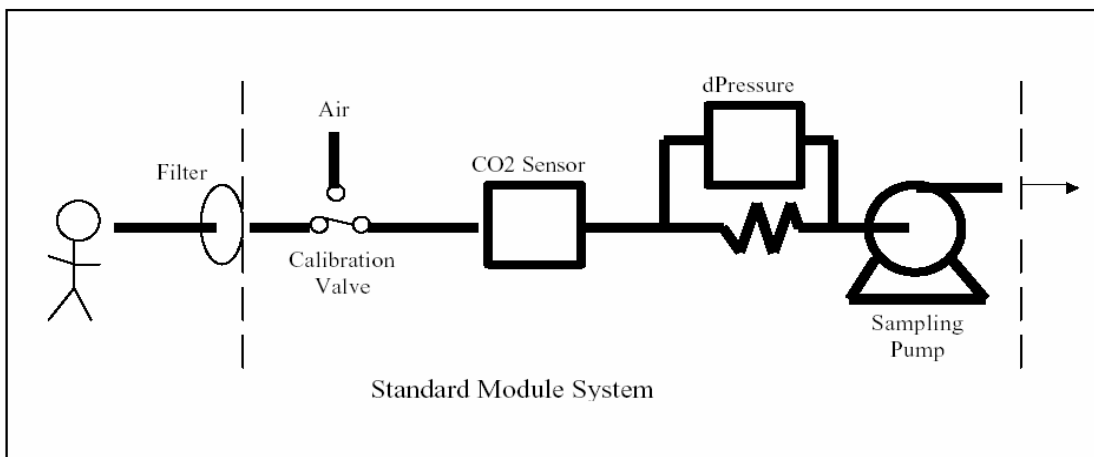 dPressure
Air
CO2 Sensor
Filter
Calibration
Valve
Sampling
Pump
Standard Module System